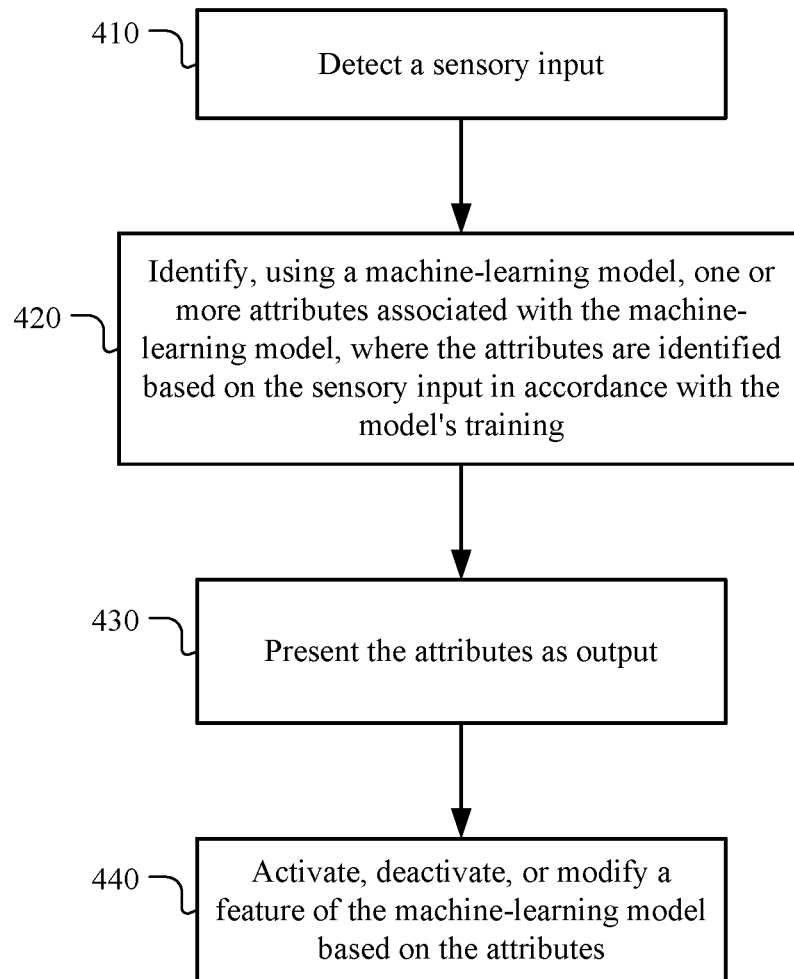 410
Detect a sensory input
420
Identify, using a machine-learning model, one or
more attributes associated with the machine-
learning model, where the attributes are identified
based on the sensory input in accordance with the
model's training
430
Present the attributes as output
440
Activate, deactivate, or modify a
feature of the machine-learning model
based on the attributes